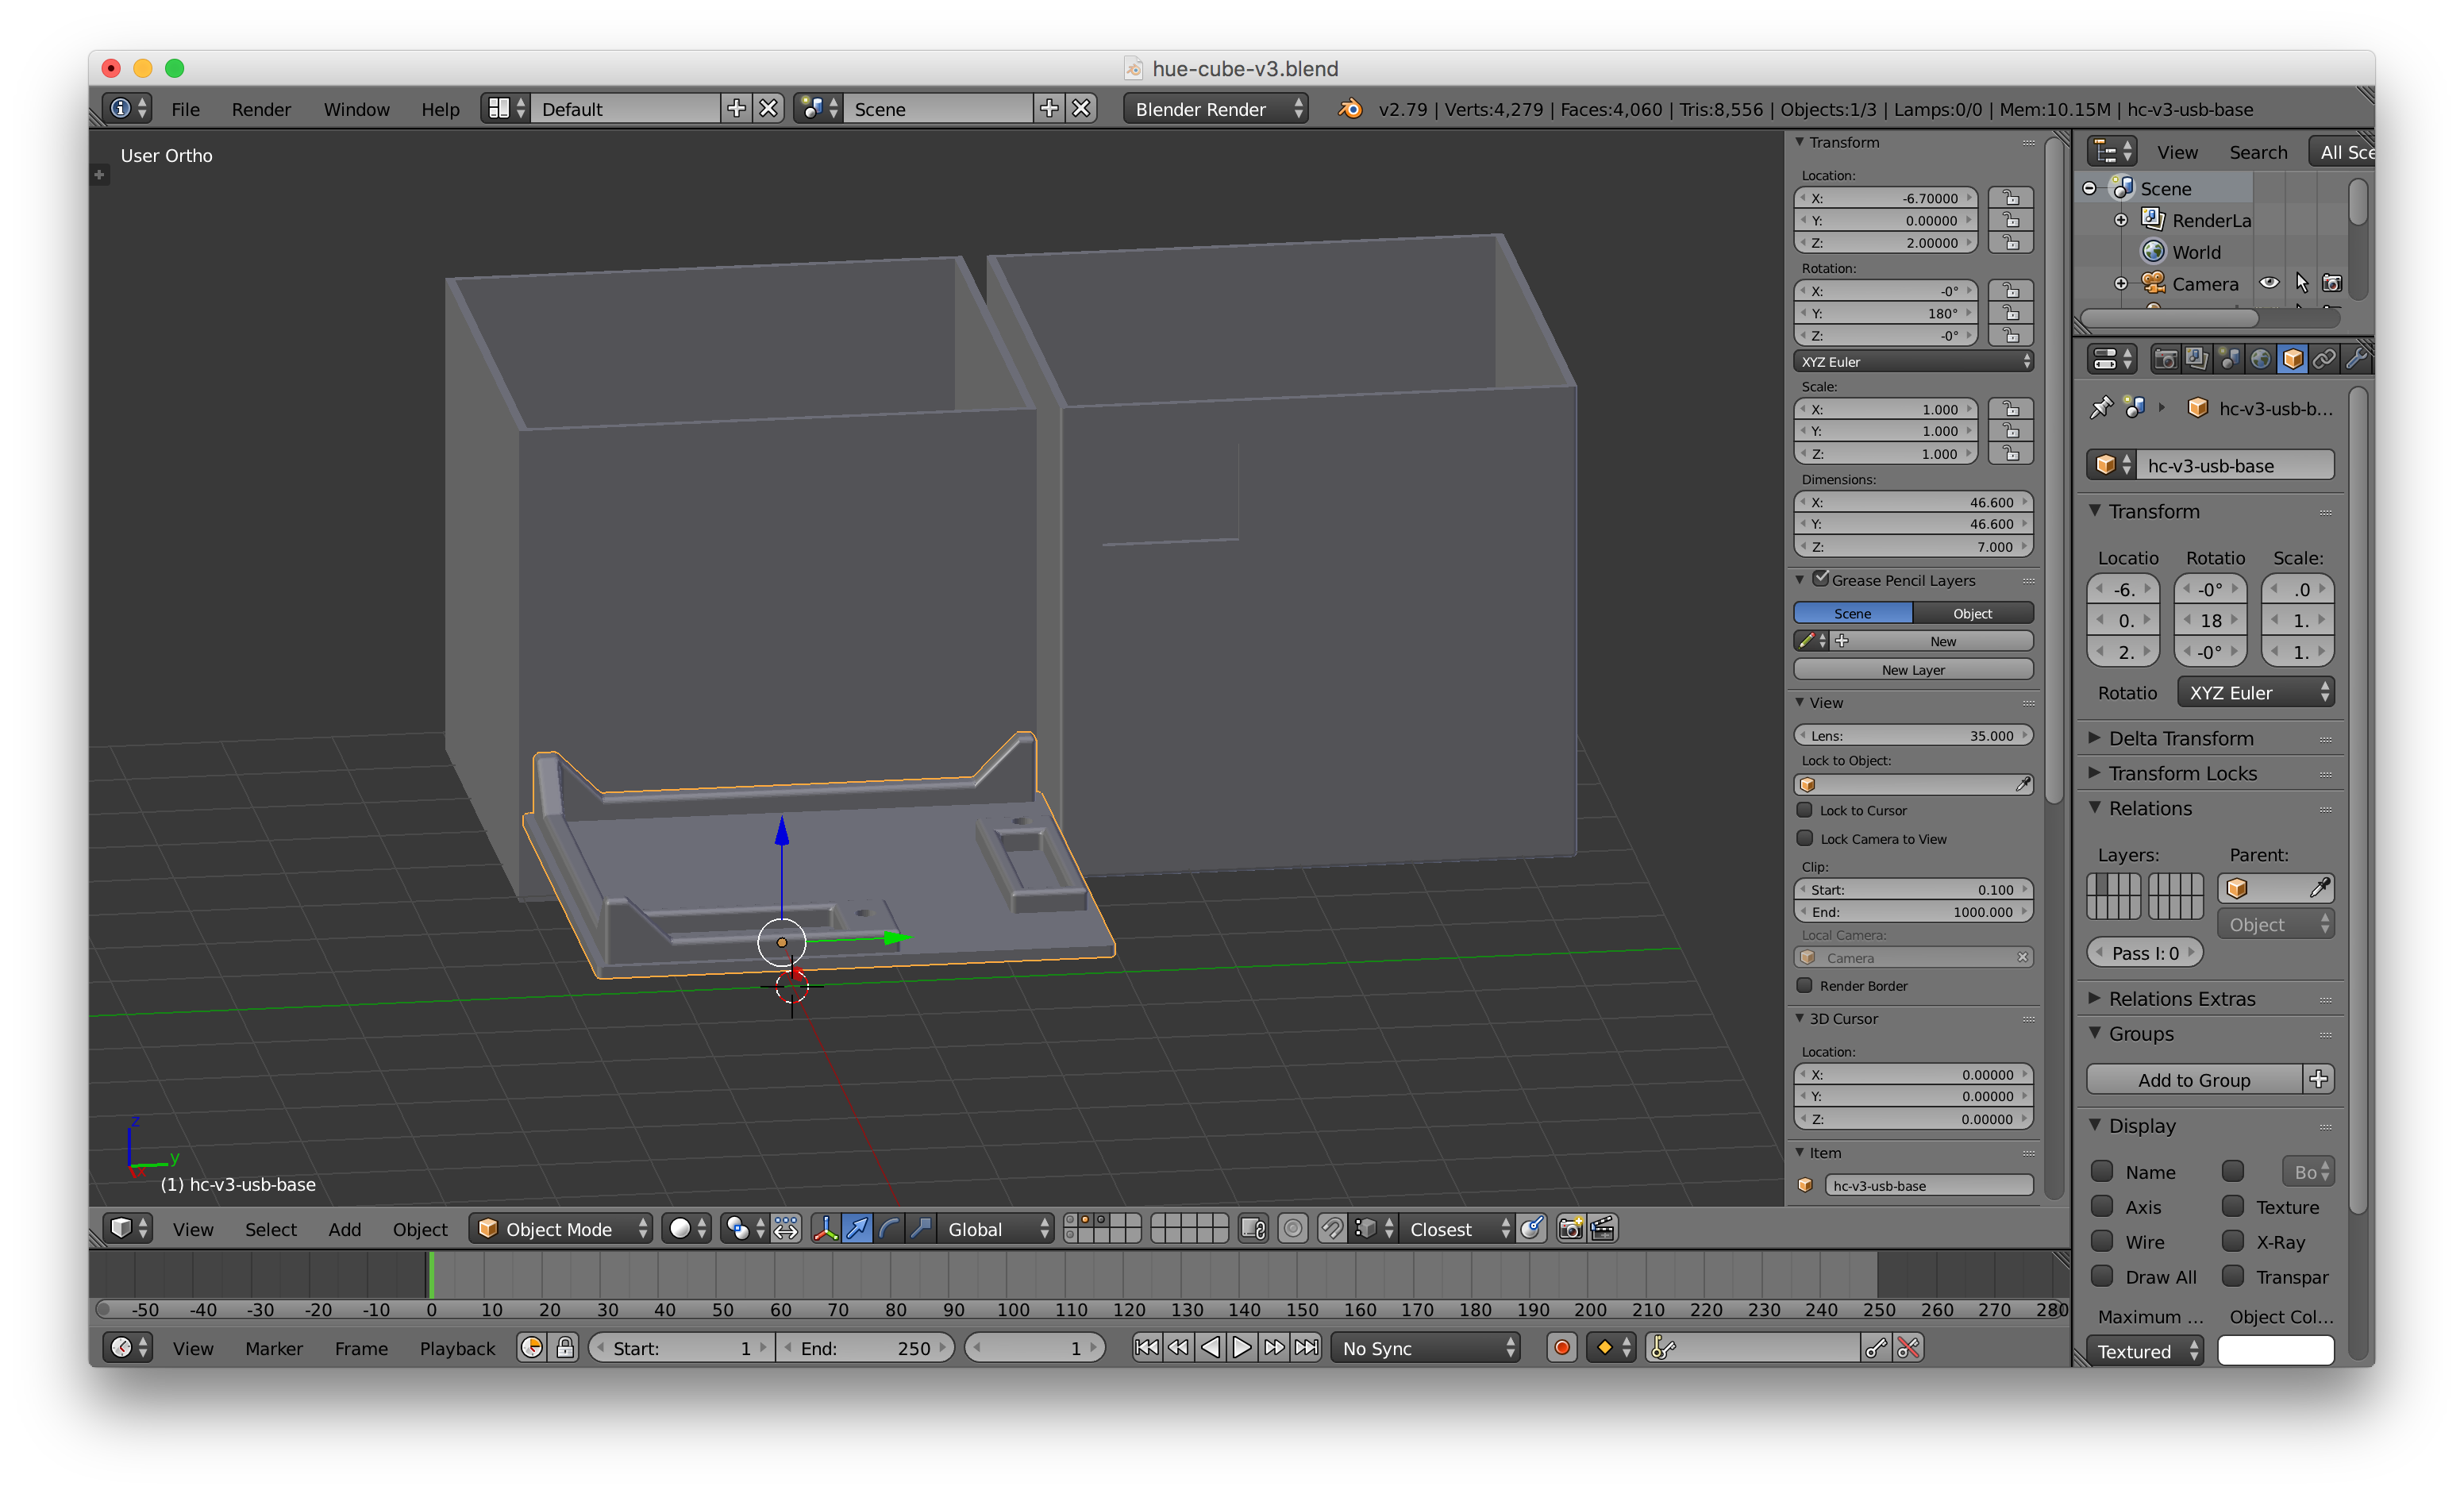 hue-cube-v3.blend
File Render Window Help Default Scene Blender Render v2.79 | Verts:4,279 | Faces:4,060 | Tris:8,556 | Objects:1/3 | Lamps:0/0 | Mem:10.15M | hc-v3-usb-base
User Ortho
z
y
x
(1) hc-v3-usb-base
Transform
Location:
X: -6.70000
Y: 0.00000
Z: 2.00000
Rotation:
X: -0°
Y: 180°
Z: -0°
XYZ Euler
Scale:
X: 1.000
Y: 1.000
Z: 1.000
Dimensions:
X: 46.600
Y: 46.600
Z: 7.000
Grease Pencil Layers
Scene Object
New
New Layer
View
Lens: 35.000
Lock to Object:
Lock to Cursor
Lock Camera to View
Clip:
Start: 0.100
End: 1000.000
Local Camera:
Camera
Render Border
3D Cursor
Location:
X: 0.00000
Y: 0.00000
Z: 0.00000
Item
hc-v3-usb-base
View Search All Sce
Scene
RenderLa
World
Camera
hc-v3-usb-b...
hc-v3-usb-base
Transform
Locatio Rotatio Scale:
-6. -0° .0
0. 18 1.
2. -0° 1.
Rotatio XYZ Euler
Delta Transform
Transform Locks
Relations
Layers: Parent:
Object
Pass I: 0
Relations Extras
Groups
Add to Group
Display
Name Bo
Axis Texture
Wire X-Ray
Draw All Transpar
Maximum ... Object Col...
Textured
View Select Add Object Object Mode Global Closest
-50 -40 -30 -20 -10 0 10 20 30 40 50 60 70 80 90 100 110 120 130 140 150 160 170 180 190 200 210 220 230 240 250 260 270 280
View Marker Frame Playback Start: 1 End: 250 1 No Sync